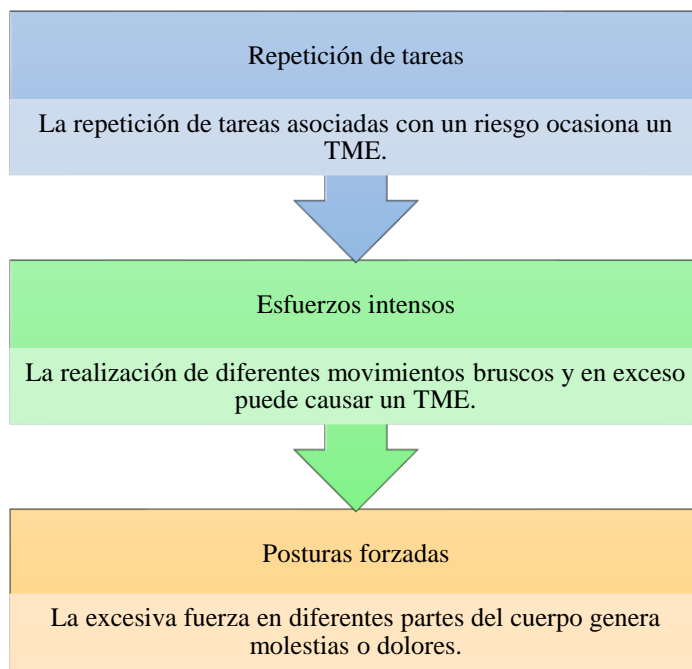 Repetición de tareas
La repetición de tareas asociadas con un riesgo ocasiona un
TME.
Esfuerzos intensos
La realización de diferentes movimientos bruscos y en exceso
puede causar un TME.
Posturas forzadas
La excesiva fuerza en diferentes partes del cuerpo genera
molestias o dolores.